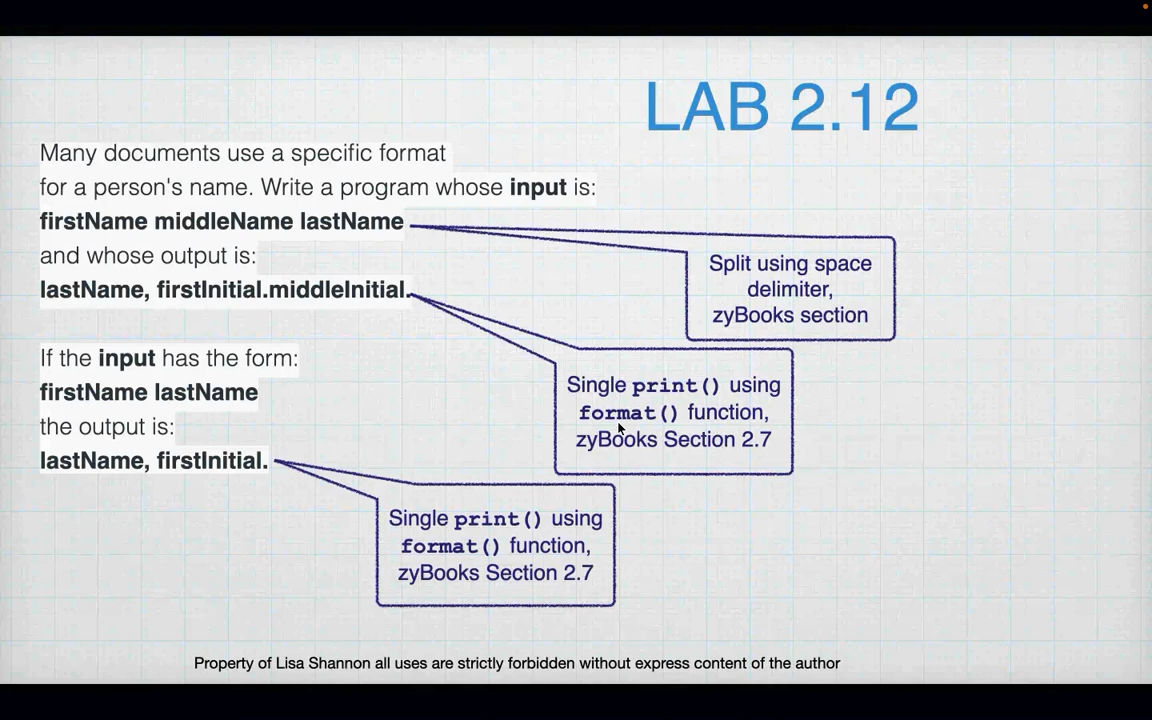 LAB 2.12
Many documents use a specific format
for a person's name. Write a program whose input is:
firstName middleName lastName
and whose output is:
lastName, firstInitial.middleInitial.
Split using space
delimiter,
zyBooks section
If the input has the form:
firstName lastName
the output is:
lastName, firstInitial.
Single print() using
format() function,
zyBooks Section 2.7
Single print() using
format() function,
zyBooks Section 2.7
Property of Lisa Shannon all uses are strictly forbidden without express content of the author